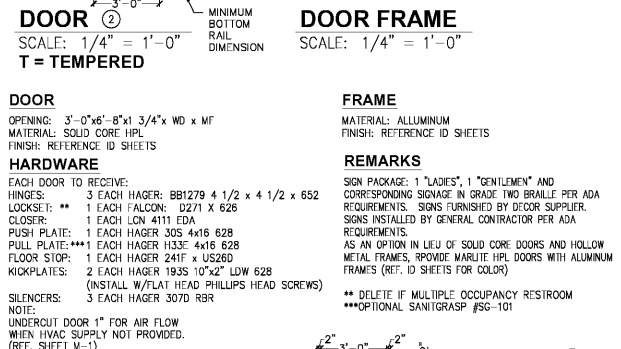 3'-0"
MINIMUM
BOTTOM
RAIL
DIMENSION
DOOR 2
SCALE: 1/4" = 1'-0"
T = TEMPERED
DOOR FRAME
SCALE: 1/4" = 1'-0"
DOOR
OPENING: 3'-0"x6'-8"x1 3/4"x WD x MF
MATERIAL: SOLID CORE HPL
FINISH: REFERENCE ID SHEETS
HARDWARE
EACH DOOR TO RECEIVE:
HINGES: 3 EACH HAGER: BB1279 4 1/2 x 4 1/2 x 652
LOCKSET: ** 1 EACH FALCON: D271 X 626
CLOSER: 1 EACH LCN 4111 EDA
PUSH PLATE: 1 EACH HAGER 30S 4x16 628
PULL PLATE:***1 EACH HAGER H33E 4x16 628
FLOOR STOP: 1 EACH HAGER 241F x US26D
KICKPLATES: 2 EACH HAGER 193S 10"x2" LDW 628
(INSTALL W/FLAT HEAD PHILLIPS HEAD SCREWS)
SILENCERS: 3 EACH HAGER 307D RBR
NOTE:
UNDERCUT DOOR 1" FOR AIR FLOW
WHEN HVAC SUPPLY NOT PROVIDED.
(REF. SHEET M-1)
FRAME
MATERIAL: ALLUMINUM
FINISH: REFERENCE ID SHEETS
REMARKS
SIGN PACKAGE: 1 "LADIES", 1 "GENTLEMEN" AND
CORRESPONDING SIGNAGE IN GRADE TWO BRAILLE PER ADA
REQUIREMENTS. SIGNS FURNISHED BY DECOR SUPPLIER.
SIGNS INSTALLED BY GENERAL CONTRACTOR PER ADA
REQUIREMENTS.
AS AN OPTION IN LIEU OF SOLID CORE DOORS AND HOLLOW
METAL FRAMES, RPOVIDE MARLITE HPL DOORS WITH ALUMINUM
FRAMES (REF. ID SHEETS FOR COLOR)
** DELETE IF MULTIPLE OCCUPANCY RESTROOM
***OPTIONAL SANITGRASP #SG-101
2" 3'-0" 2"